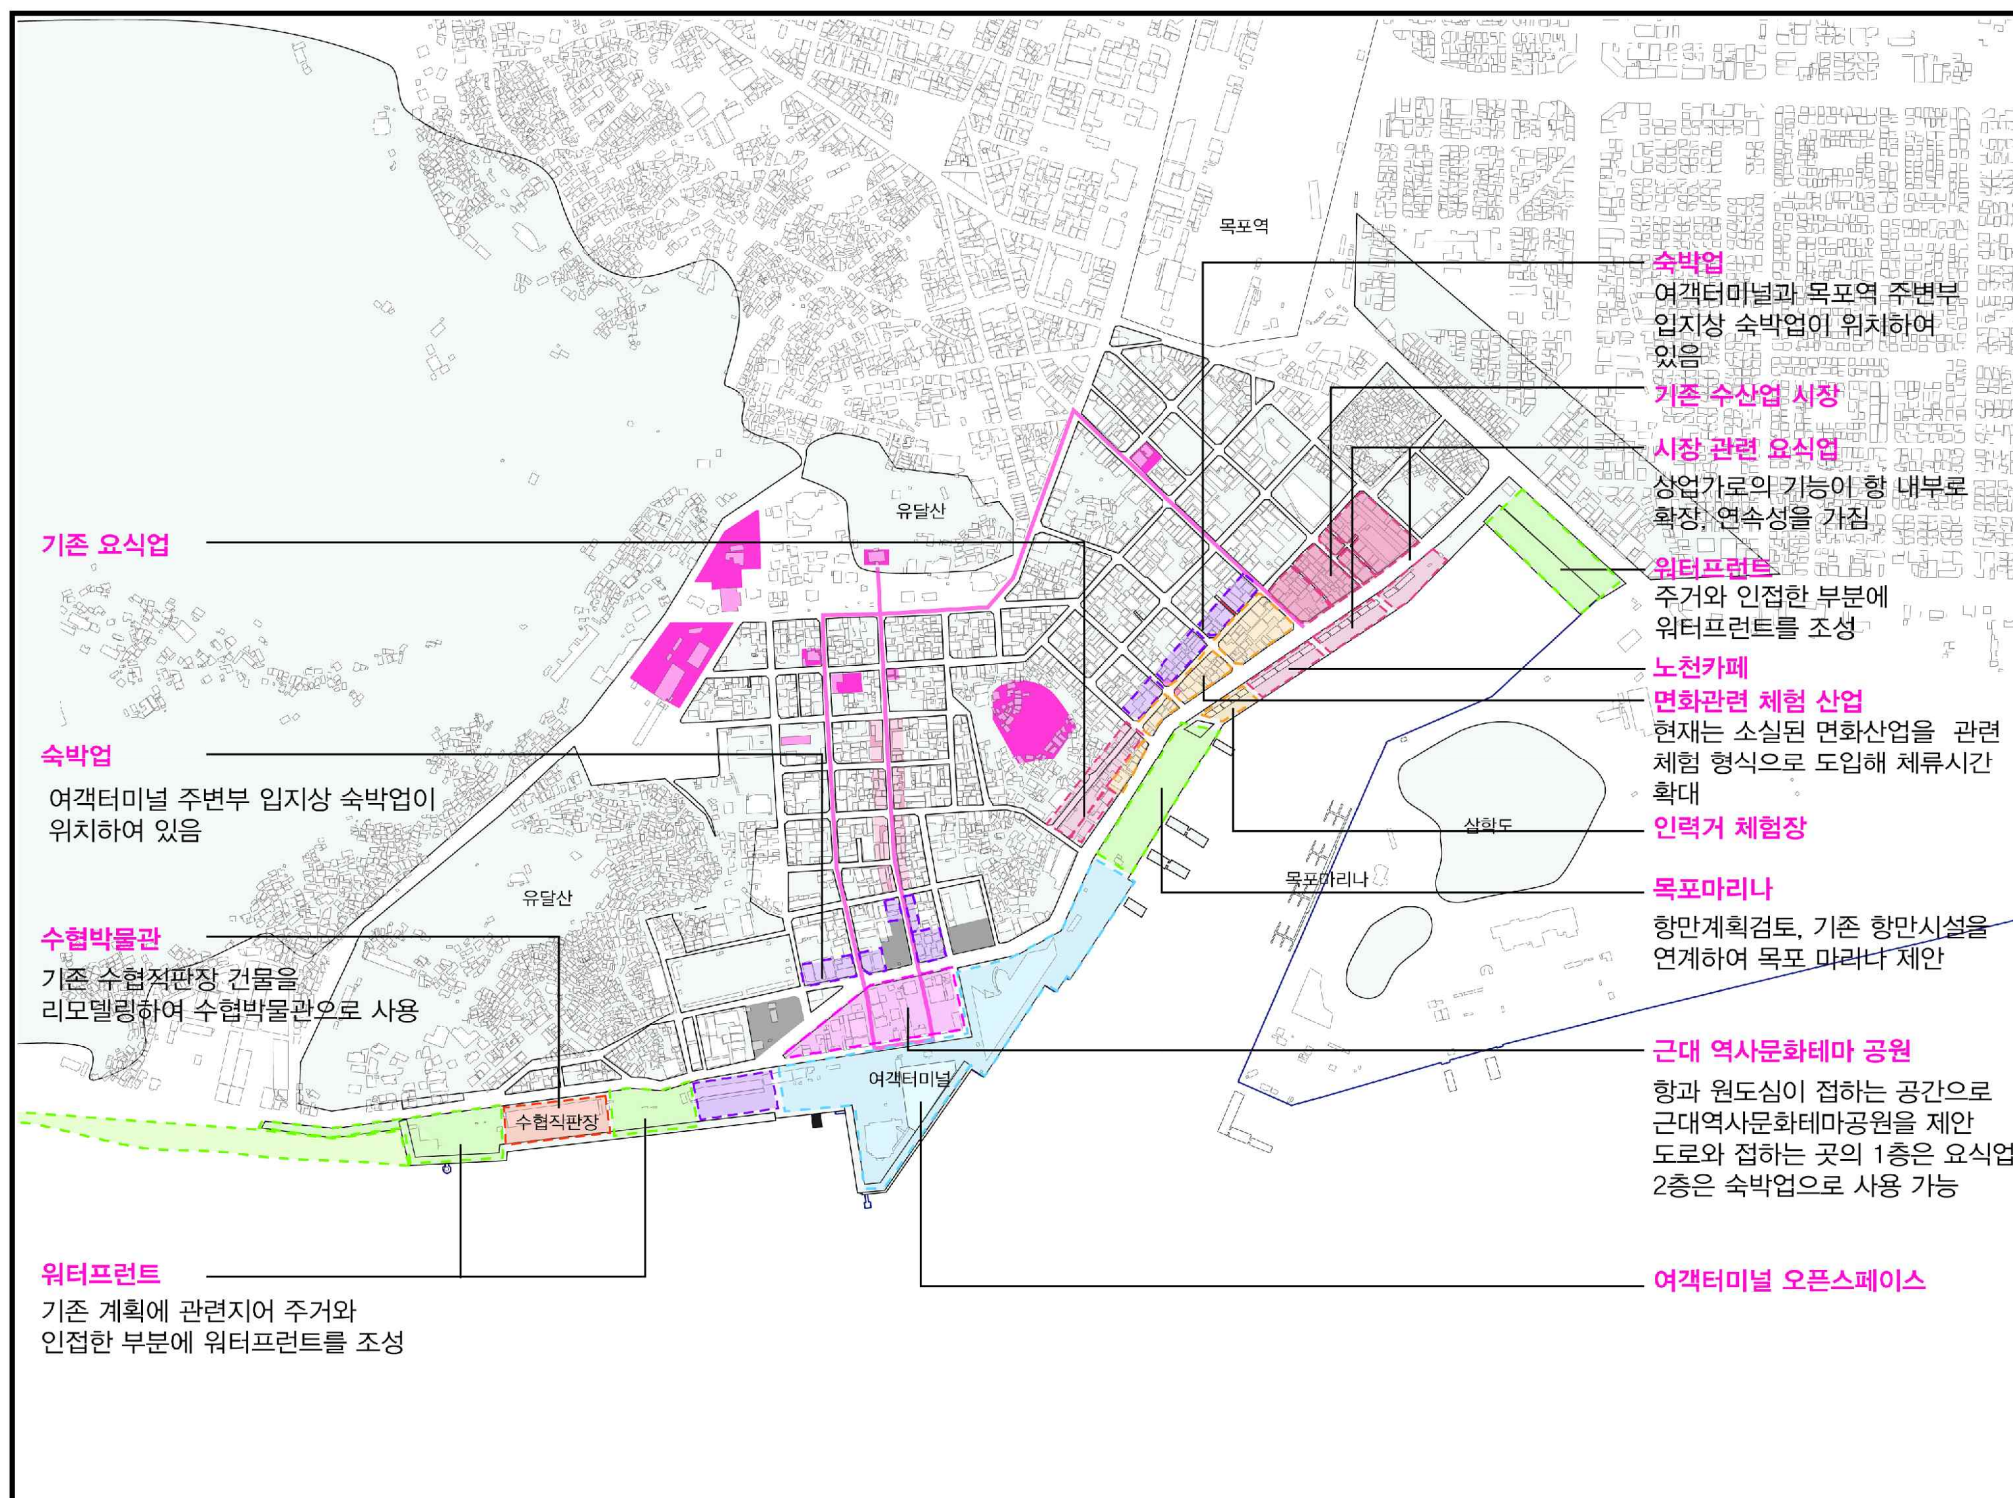 목포역
유달산
유달산
삼학도
목포마리나
여객터미널
수협직판장
기존 요식업
숙박업
여객터미널 주변부 입지상 숙박업이
위치하여 있음
수협박물관
기존 수협직판장 건물을
리모델링하여 수협박물관으로 사용
워터프런트
기존 계획에 관련지어 주거와
인접한 부분에 워터프런트를 조성
숙박업
여객터미널과 목포역 주변부
입지상 숙박업이 위치하여
있음
기존 수산업 시장
시장 관련 요식업
상업가로의 기능이 항 내부로
확장, 연속성을 가짐
워터프런트
주거와 인접한 부분에
워터프런트를 조성
노천카페
면화관련 체험 산업
현재는 소실된 면화산업을 관련
체험 형식으로 도입해 체류시간
확대
인력거 체험장
목포마리나
항만계획검토, 기존 항만시설을
연계하여 목포 마리나 제안
근대 역사문화테마 공원
항과 원도심이 접하는 공간으로
근대역사문화테마공원을 제안
도로와 접하는 곳의 1층은 요식업
2층은 숙박업으로 사용 가능
여객터미널 오픈스페이스